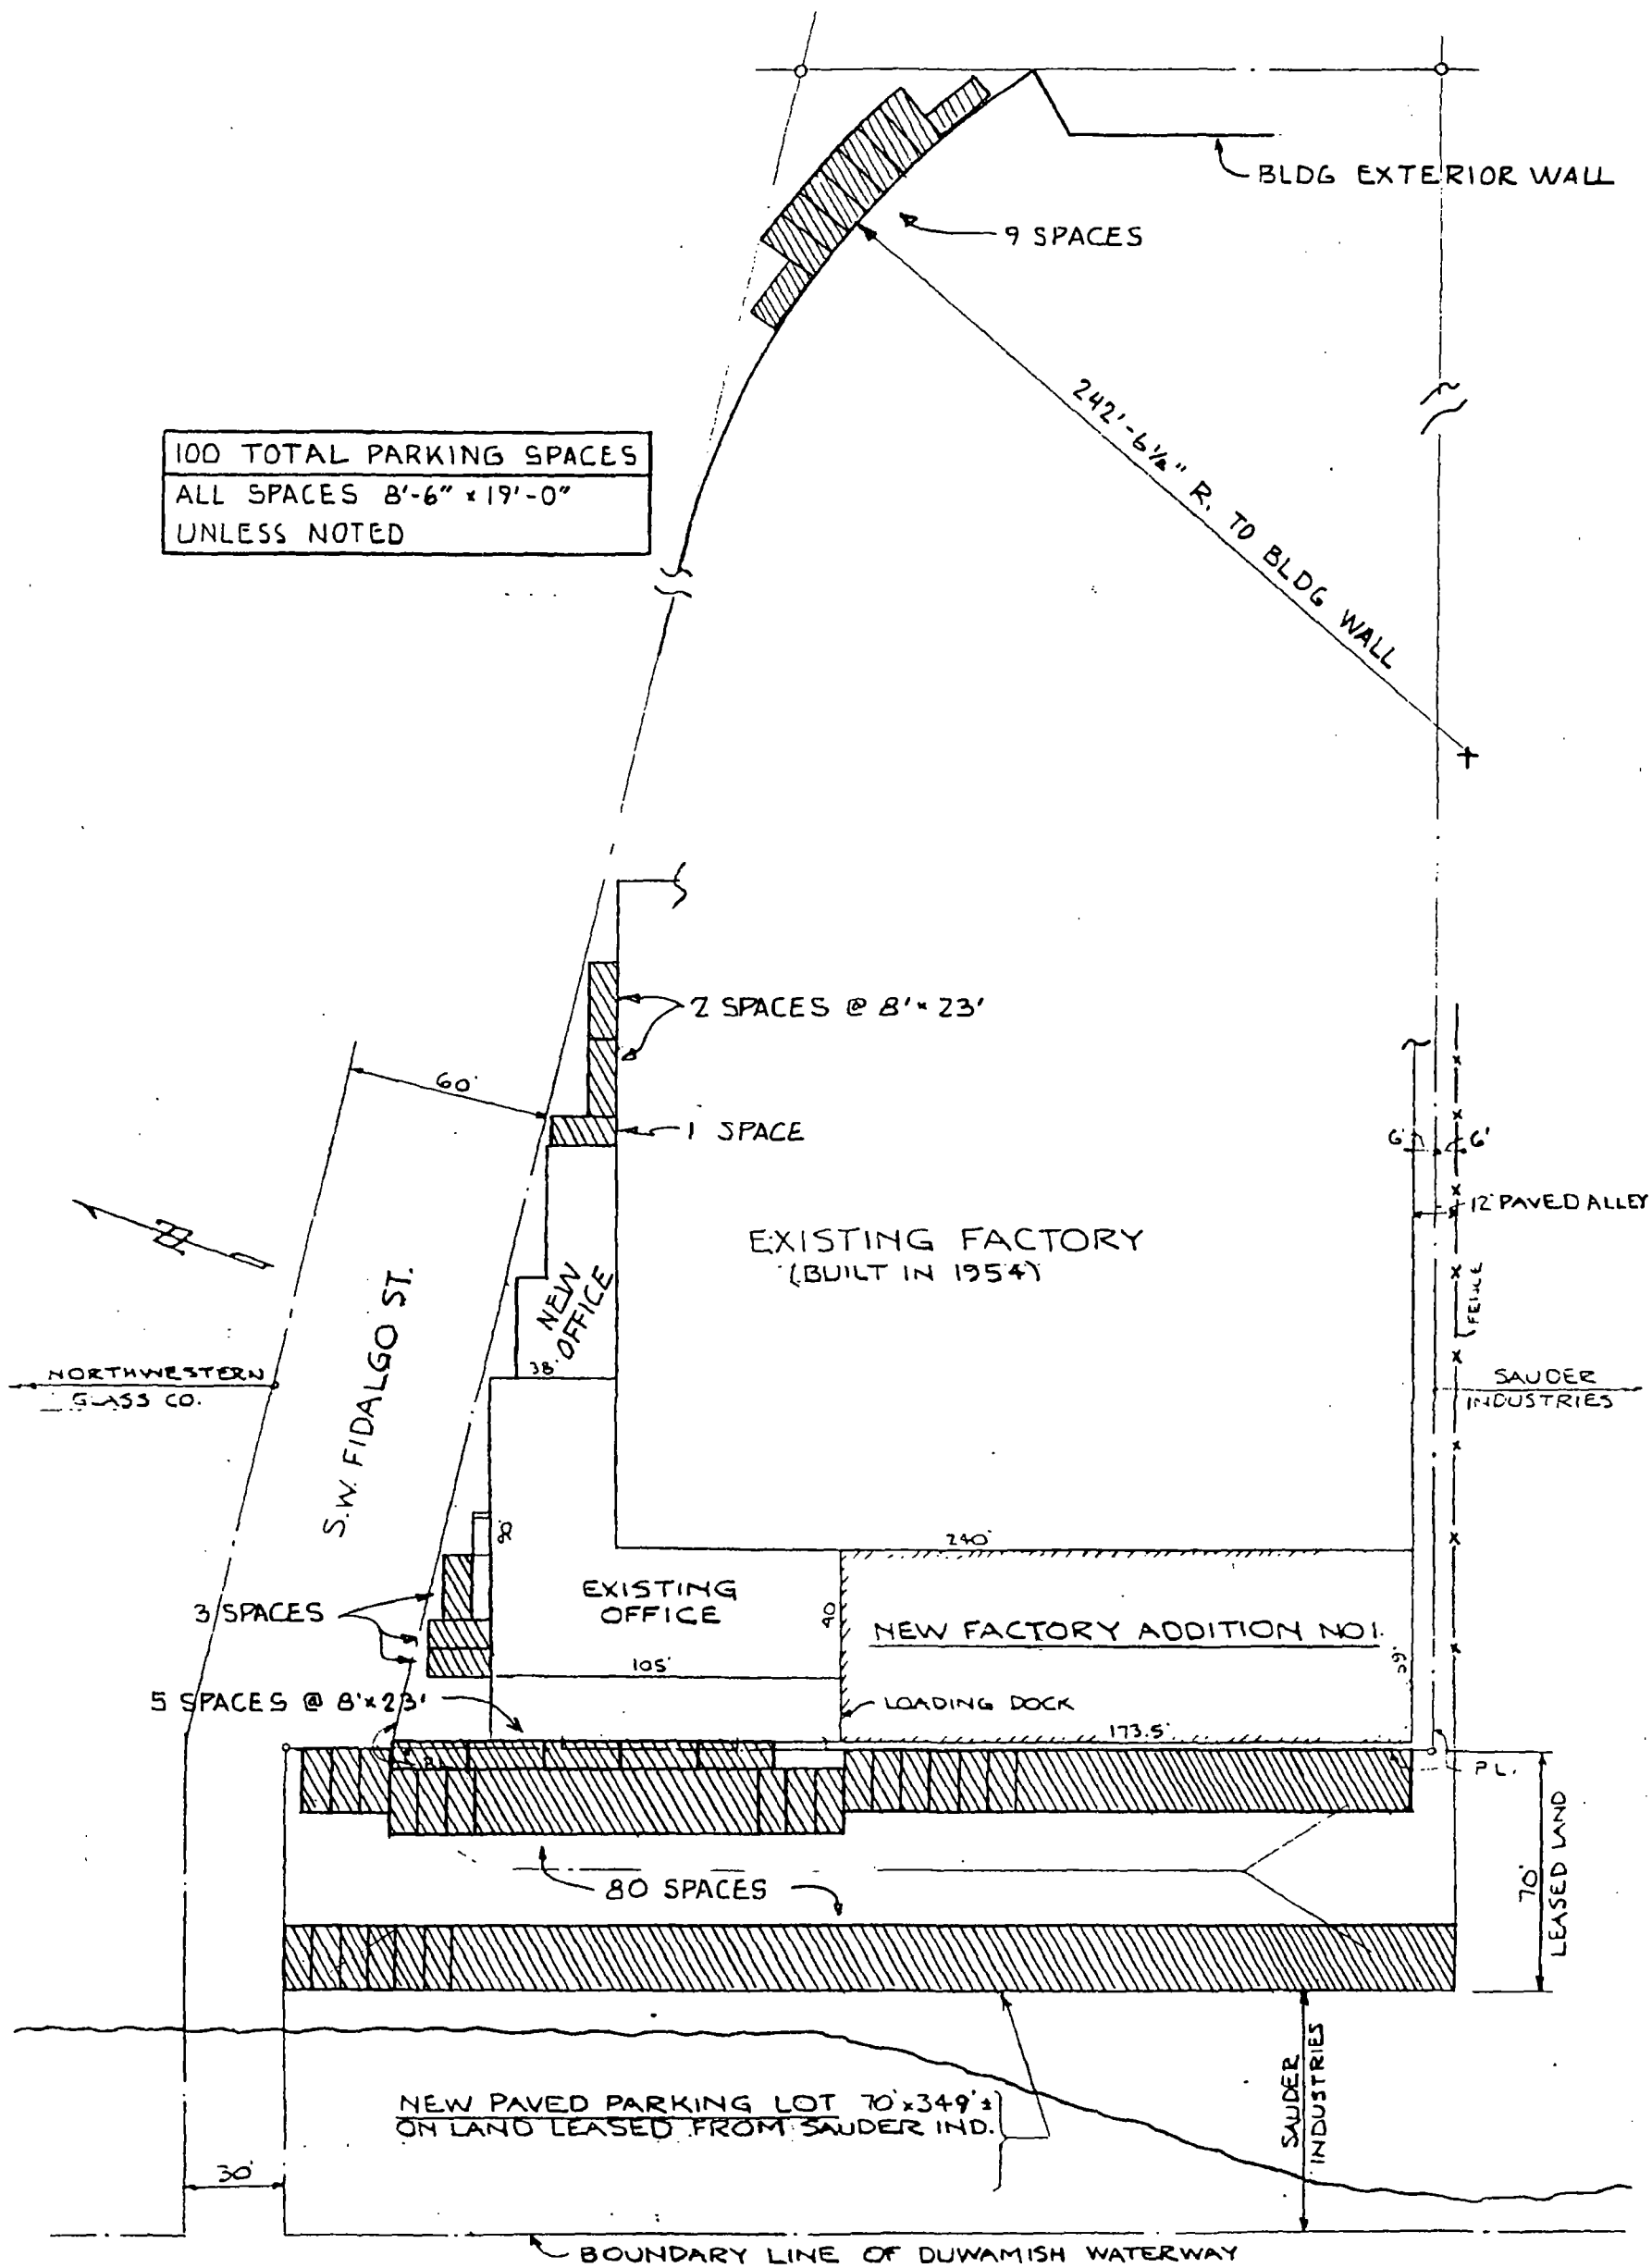 BLDG EXTERIOR WALL
9 SPACES
242'-6½" R. TO BLDG WALL
100 TOTAL PARKING SPACES
ALL SPACES 8'-6" x 19'-0"
UNLESS NOTED
2 SPACES @ 8' x 23'
60'
1 SPACE
6'
6'
12' PAVED ALLEY
EXISTING FACTORY
(BUILT IN 1954)
N
NEW
OFFICE
FENCE
S.W. FIDALGO ST.
38'
NORTHWESTERN
GLASS CO.
SAUDER
INDUSTRIES
90'
240'
EXISTING
OFFICE
3 SPACES
NEW FACTORY ADDITION NO1.
59'
105'
5 SPACES @ 8' x 23'
LOADING DOCK
173.5'
PL.
80 SPACES
70'
LEASED LAND
NEW PAVED PARKING LOT 70' x 349' ±
ON LAND LEASED FROM SAUDER IND.
SAUDER
INDUSTRIES
30'
BOUNDARY LINE OF DUWAMISH WATERWAY